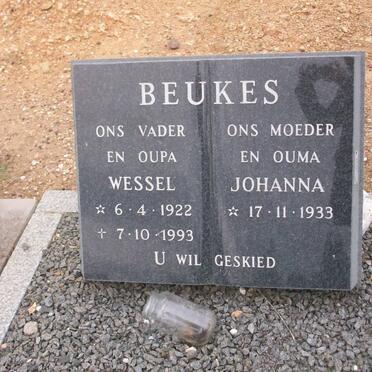 BEUKES
ONS VADER
EN OUPA
WESSEL
☆ 6·4·1922
† 7·10·1993
ONS MOEDER
EN OUMA
JOHANNA
☆ 17·11·1933
U WIL GESKIED